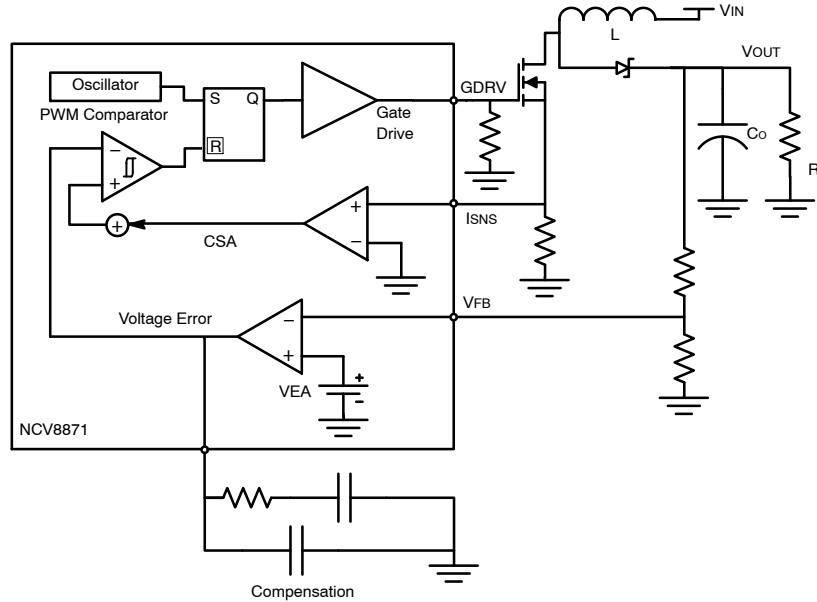 VIN
L
VOUT
Oscillator
S Q
GDRV
PWM Comparator
Gate
Drive
R
−
+
CO
R
+
+
−
ISNS
CSA
VFB
Voltage Error
−
+
VEA
+
−
NCV8871
Compensation